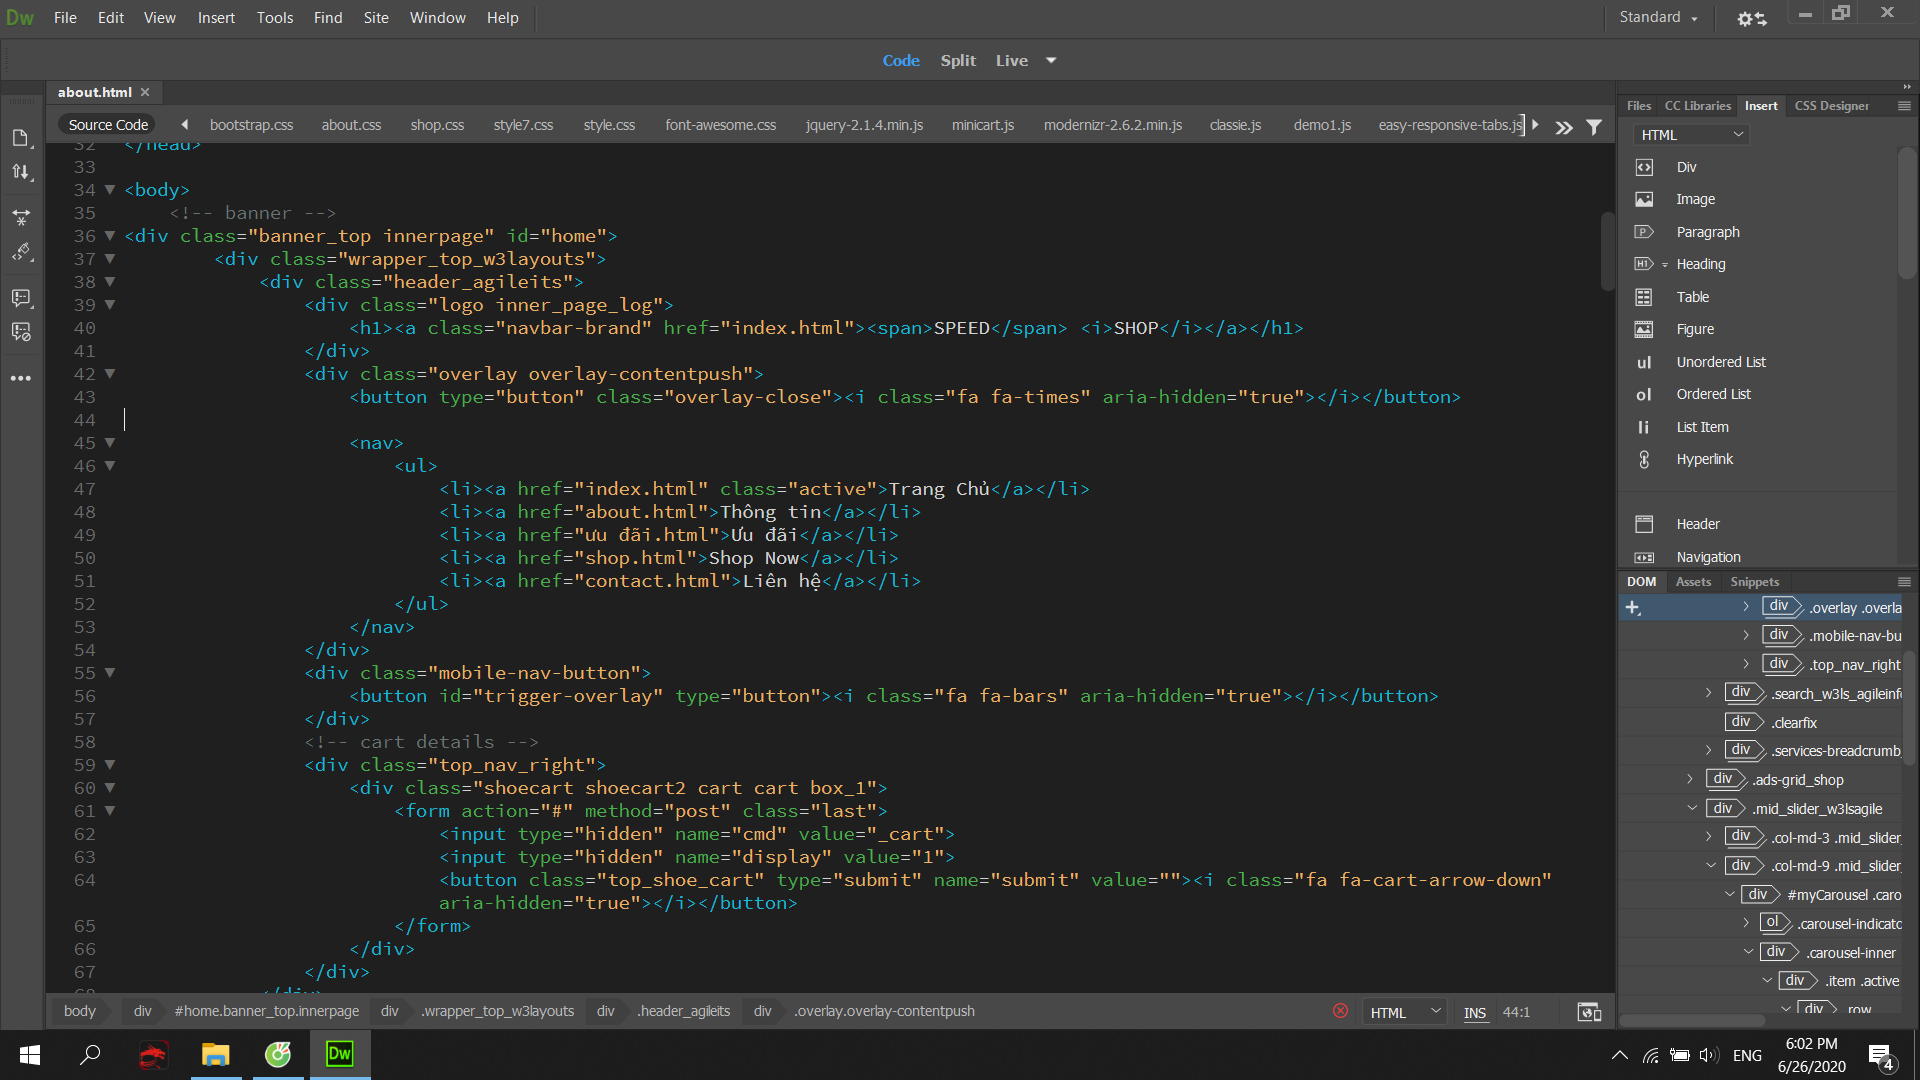 Dw File Edit View Insert Tools Find Site Window Help Standard
Code Split Live
about.html
Source Code bootstrap.css about.css shop.css style7.css style.css font-awesome.css jquery-2.1.4.min.js minicart.js modernizr-2.6.2.min.js classie.js demo1.js easy-responsive-tabs.js
32 </head>
33
34 <body>
35 <!-- banner -->
36 <div class="banner_top innerpage" id="home">
37 <div class="wrapper_top_w3layouts">
38 <div class="header_agileits">
39 <div class="logo inner_page_log">
40 <h1><a class="navbar-brand" href="index.html"><span>SPEED</span> <i>SHOP</i></a></h1>
41 </div>
42 <div class="overlay overlay-contentpush">
43 <button type="button" class="overlay-close"><i class="fa fa-times" aria-hidden="true"></i></button>
44
45 <nav>
46 <ul>
47 <li><a href="index.html" class="active">Trang Chủ</a></li>
48 <li><a href="about.html">Thông tin</a></li>
49 <li><a href="ưu đãi.html">Ưu đãi</a></li>
50 <li><a href="shop.html">Shop Now</a></li>
51 <li><a href="contact.html">Liên hệ</a></li>
52 </ul>
53 </nav>
54 </div>
55 <div class="mobile-nav-button">
56 <button id="trigger-overlay" type="button"><i class="fa fa-bars" aria-hidden="true"></i></button>
57 </div>
58 <!-- cart details -->
59 <div class="top_nav_right">
60 <div class="shoecart shoecart2 cart cart box_1">
61 <form action="#" method="post" class="last">
62 <input type="hidden" name="cmd" value="_cart">
63 <input type="hidden" name="display" value="1">
64 <button class="top_shoe_cart" type="submit" name="submit" value=""><i class="fa fa-cart-arrow-down"
aria-hidden="true"></i></button>
65 </form>
66 </div>
67 </div>
68 </div>
body div #home.banner_top.innerpage div .wrapper_top_w3layouts div .header_agileits div .overlay.overlay-contentpush HTML INS 44:1
Files CC Libraries Insert CSS Designer
HTML
Div
Image
P Paragraph
H1 Heading
Table
Figure
ul Unordered List
ol Ordered List
li List Item
Hyperlink
Header
Navigation
DOM Assets Snippets
div .overlay .overla
div .mobile-nav-bu
div .top_nav_right
div .search_w3ls_agileinf
div .clearfix
div .services-breadcrumb
div .ads-grid_shop
div .mid_slider_w3lsagile
div .col-md-3 .mid_slider
div .col-md-9 .mid_slider
div #myCarousel .caro
ol .carousel-indicato
div .carousel-inner
div .item .active
div .row
Dw ENG 6:02 PM
6/26/2020 4